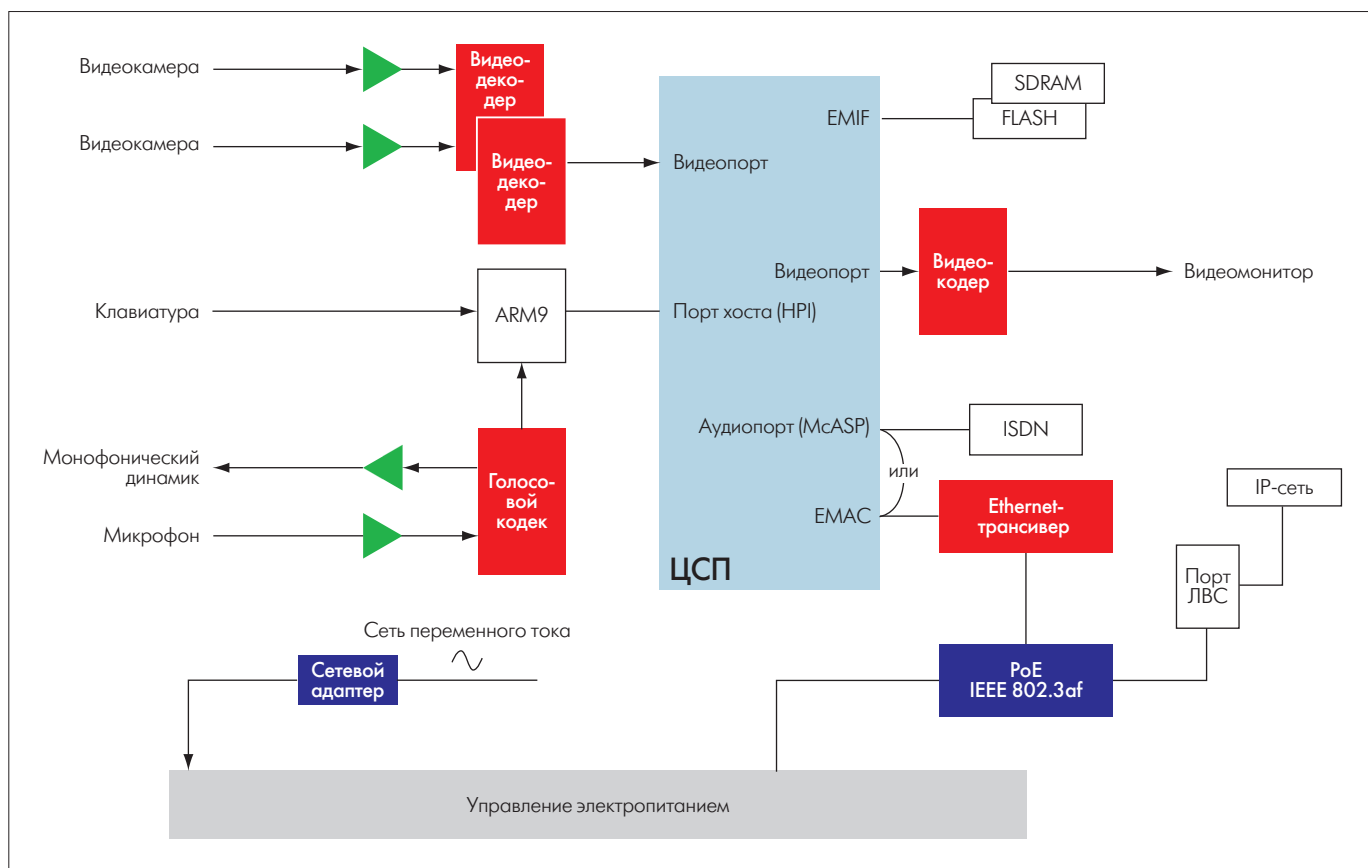 Видеокамера
Видео-
деко-
дер
Видеокамера
Видео-
деко-
дер
Видеопорт
EMIF
SDRAM
FLASH
Видеопорт
Видео-
кодер
Видеомонитор
Клавиатура
ARM9
Порт хоста (HPI)
Аудиопорт (McASP)
ISDN
или
EMAC
Ethernet-
трансивер
IP-сеть
Порт
ЛВС
Монофонический
динамик
Голосо-
вой
кодек
Микрофон
ЦСП
Сеть переменного тока
Сетевой
адаптер
PoE
IEEE 802.3af
Управление электропитанием